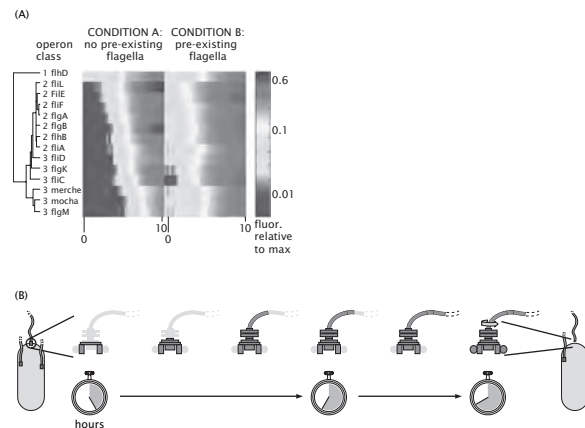 (A)
operon
class
CONDITION A:
no pre-existing
flagella
CONDITION B:
pre-existing
flagella
1 flhD
2 fliL
2 FilE
2 fliF
2 flgA
2 flgB
2 flhB
2 fliA
3 fliD
3 flgK
3 fliC
3 merche
3 mocha
3 flgM
0
10
0
10
0.6
0.1
0.01
fluor.
relative
to max
(B)
hours